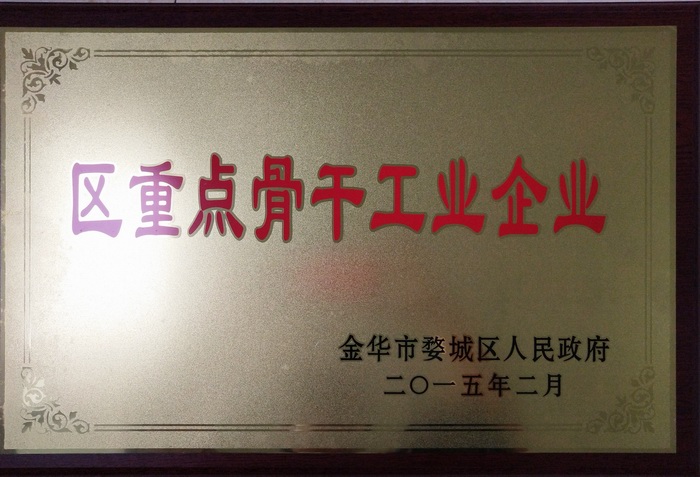 区重点骨干工业企业
金华市婺城区人民政府
二〇一五年二月